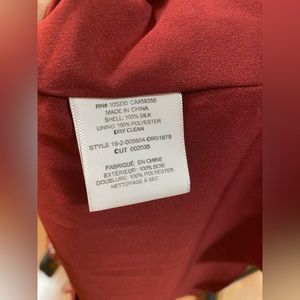 RN# 105230 CA#58350
MADE IN CHINA
SHELL: 100% SILK
LINING: 100% POLYESTER
DRY CLEAN
STYLE 19-2-005504-DR01979
CUT 002035
FABRIQUÉ EN CHINE
EXTÉRIEUR: 100% SOIE
DOUBLURE: 100% POLYESTER
NETTOYAGE À SEC